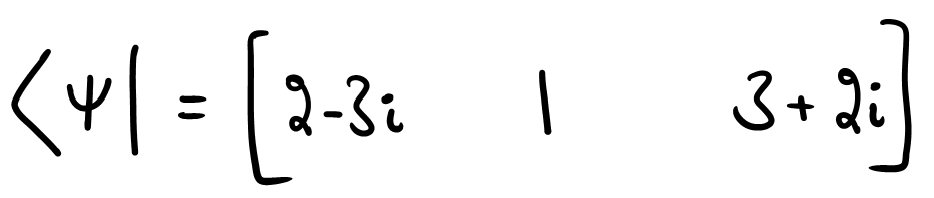 ⟨ψ| = [2-3i 1 3+2i]